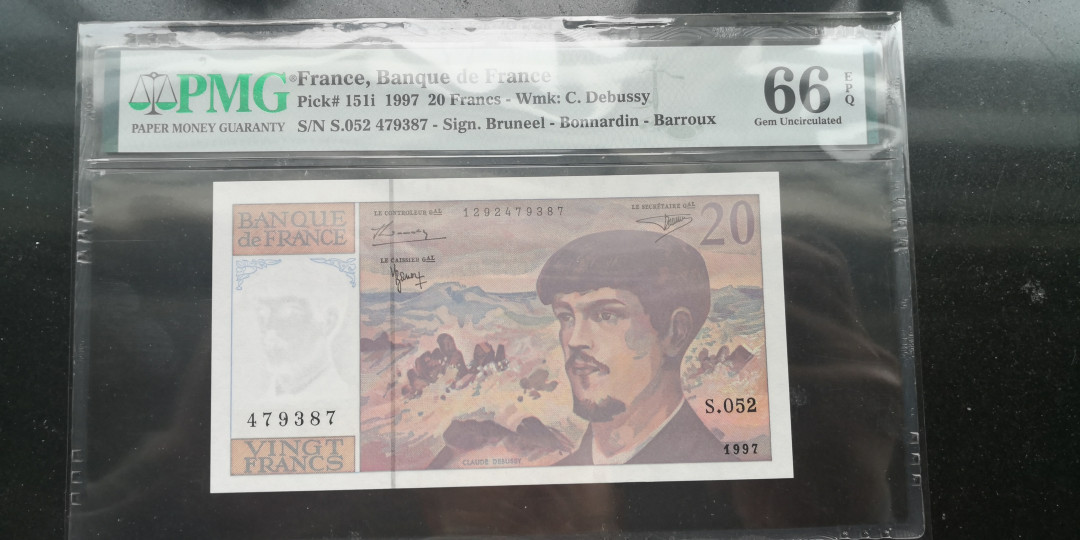 PMG
PAPER MONEY GUARANTY
France, Banque de France
Pick# 151i 1997 20 Francs - Wmk: C. Debussy
S/N S.052 479387 - Sign. Bruneel - Bonnardin - Barroux
66 EPQ
Gem Uncirculated
BANQUE
de FRANCE
LE CONTROLEUR GAL
1292479387
LE SECRÉTAIRE GAL
20
LE CAISSIER GAL
479387
VINGT
FRANCS
CLAUDE DEBUSSY
S.052
1997